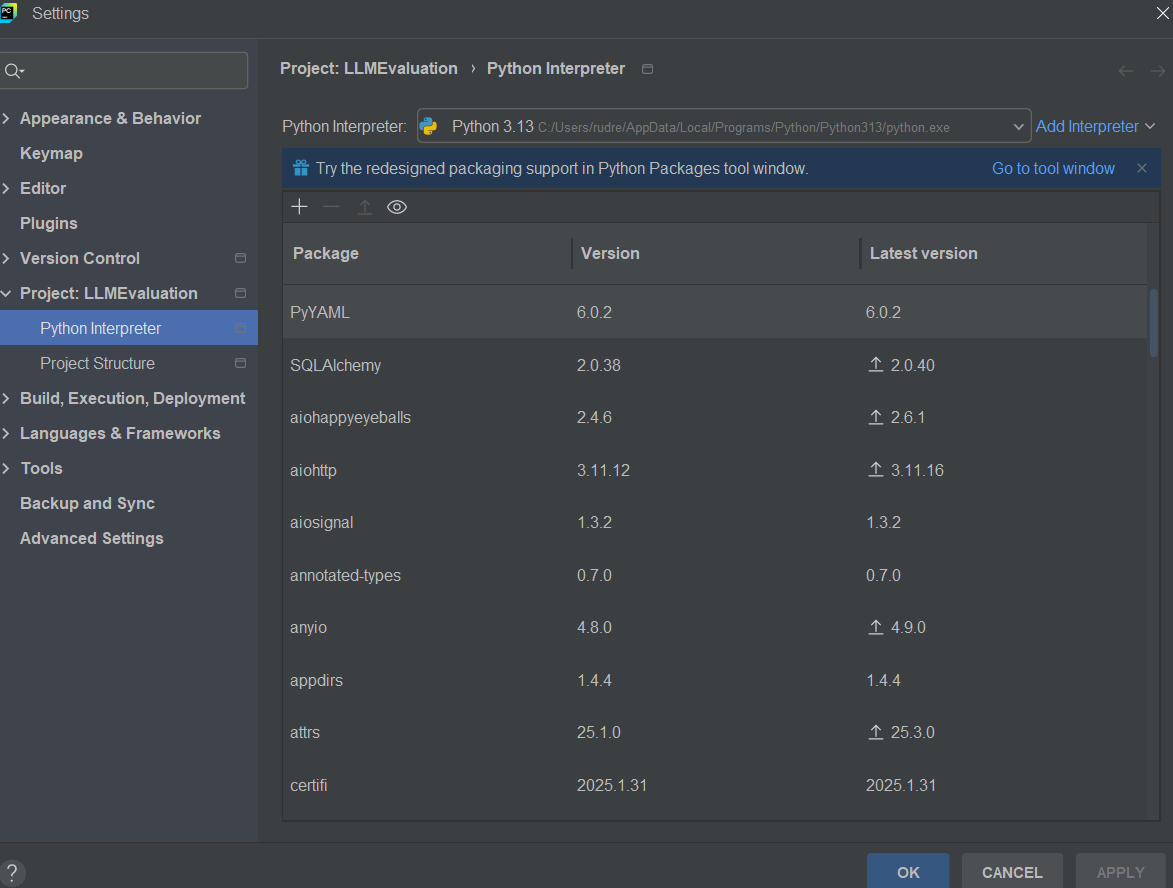 PC
Settings
Project: LLMEvaluation › Python Interpreter
Appearance & Behavior
Keymap
Editor
Plugins
Version Control
Project: LLMEvaluation
Python Interpreter
Project Structure
Build, Execution, Deployment
Languages & Frameworks
Tools
Backup and Sync
Advanced Settings
Python Interpreter: Python 3.13 C:/Users/rudre/AppData/Local/Programs/Python/Python313/python.exe Add Interpreter
Try the redesigned packaging support in Python Packages tool window. Go to tool window
Package Version Latest version
PyYAML 6.0.2 6.0.2
SQLAlchemy 2.0.38 2.0.40
aiohappyeyeballs 2.4.6 2.6.1
aiohttp 3.11.12 3.11.16
aiosignal 1.3.2 1.3.2
annotated-types 0.7.0 0.7.0
anyio 4.8.0 4.9.0
appdirs 1.4.4 1.4.4
attrs 25.1.0 25.3.0
certifi 2025.1.31 2025.1.31
? OK CANCEL APPLY